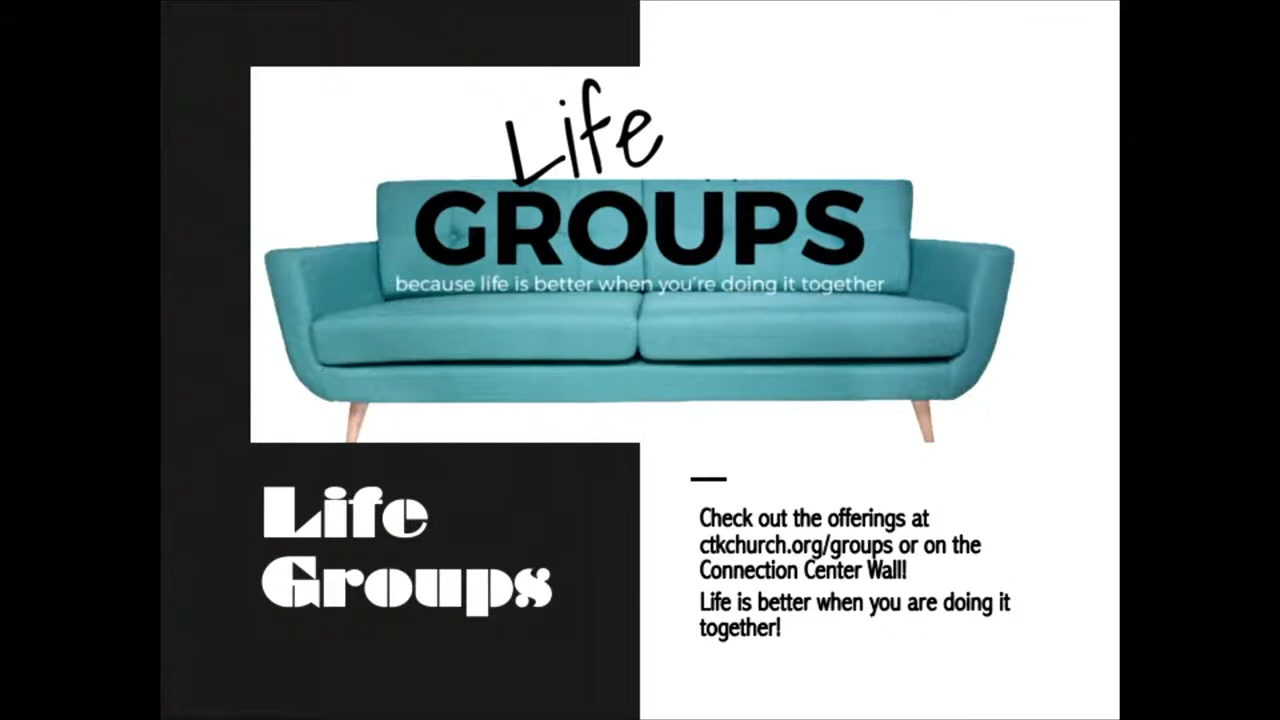 Life
GROUPS
because life is better when you're doing it together
Life
Groups
Check out the offerings at
ctkchurch.org/groups or on the
Connection Center Wall!
Life is better when you are doing it
together!